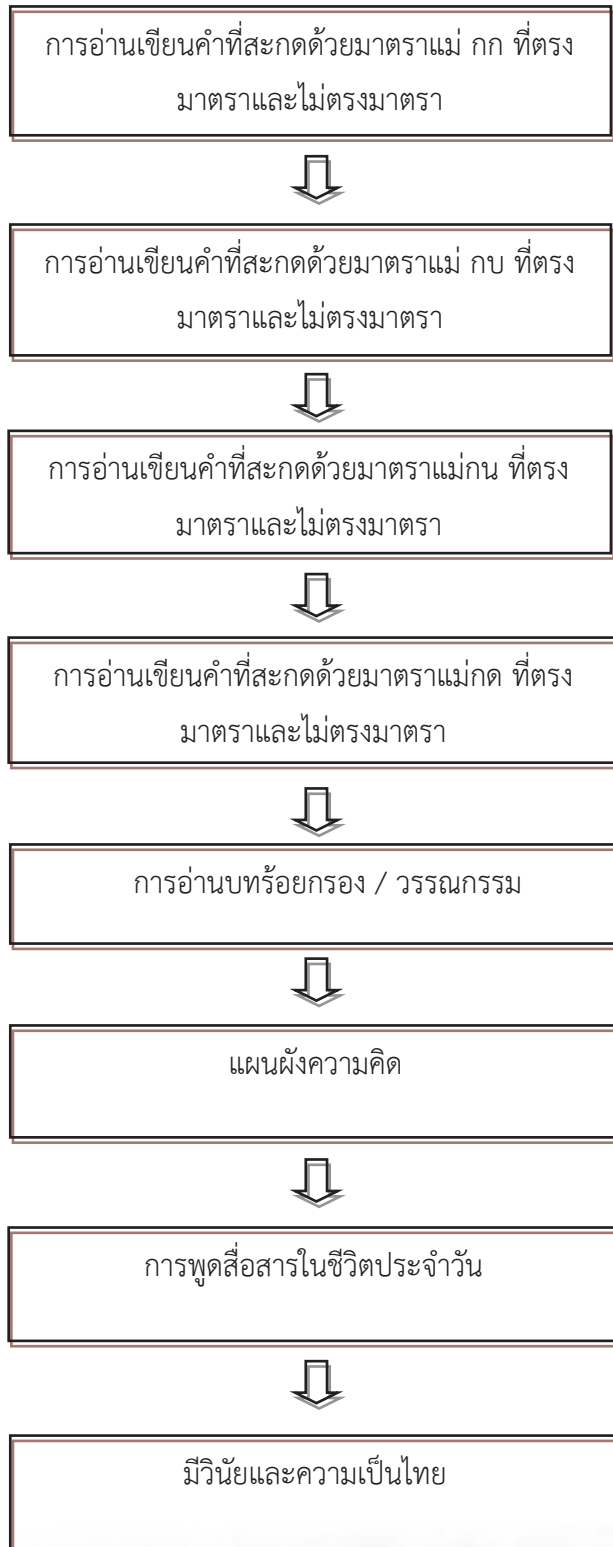 การอ่านเขียนคำที่สะกดด้วยมาตราแม่ กก ที่ตรง
มาตราและไม่ตรงมาตรา
การอ่านเขียนคำที่สะกดด้วยมาตราแม่ กบ ที่ตรง
มาตราและไม่ตรงมาตรา
การอ่านเขียนคำที่สะกดด้วยมาตราแม่กน ที่ตรง
มาตราและไม่ตรงมาตรา
การอ่านเขียนคำที่สะกดด้วยมาตราแม่กด ที่ตรง
มาตราและไม่ตรงมาตรา
การอ่านบทร้อยกรอง / วรรณกรรม
แผนผังความคิด
การพูดสื่อสารในชีวิตประจำวัน
มีวินัยและความเป็นไทย